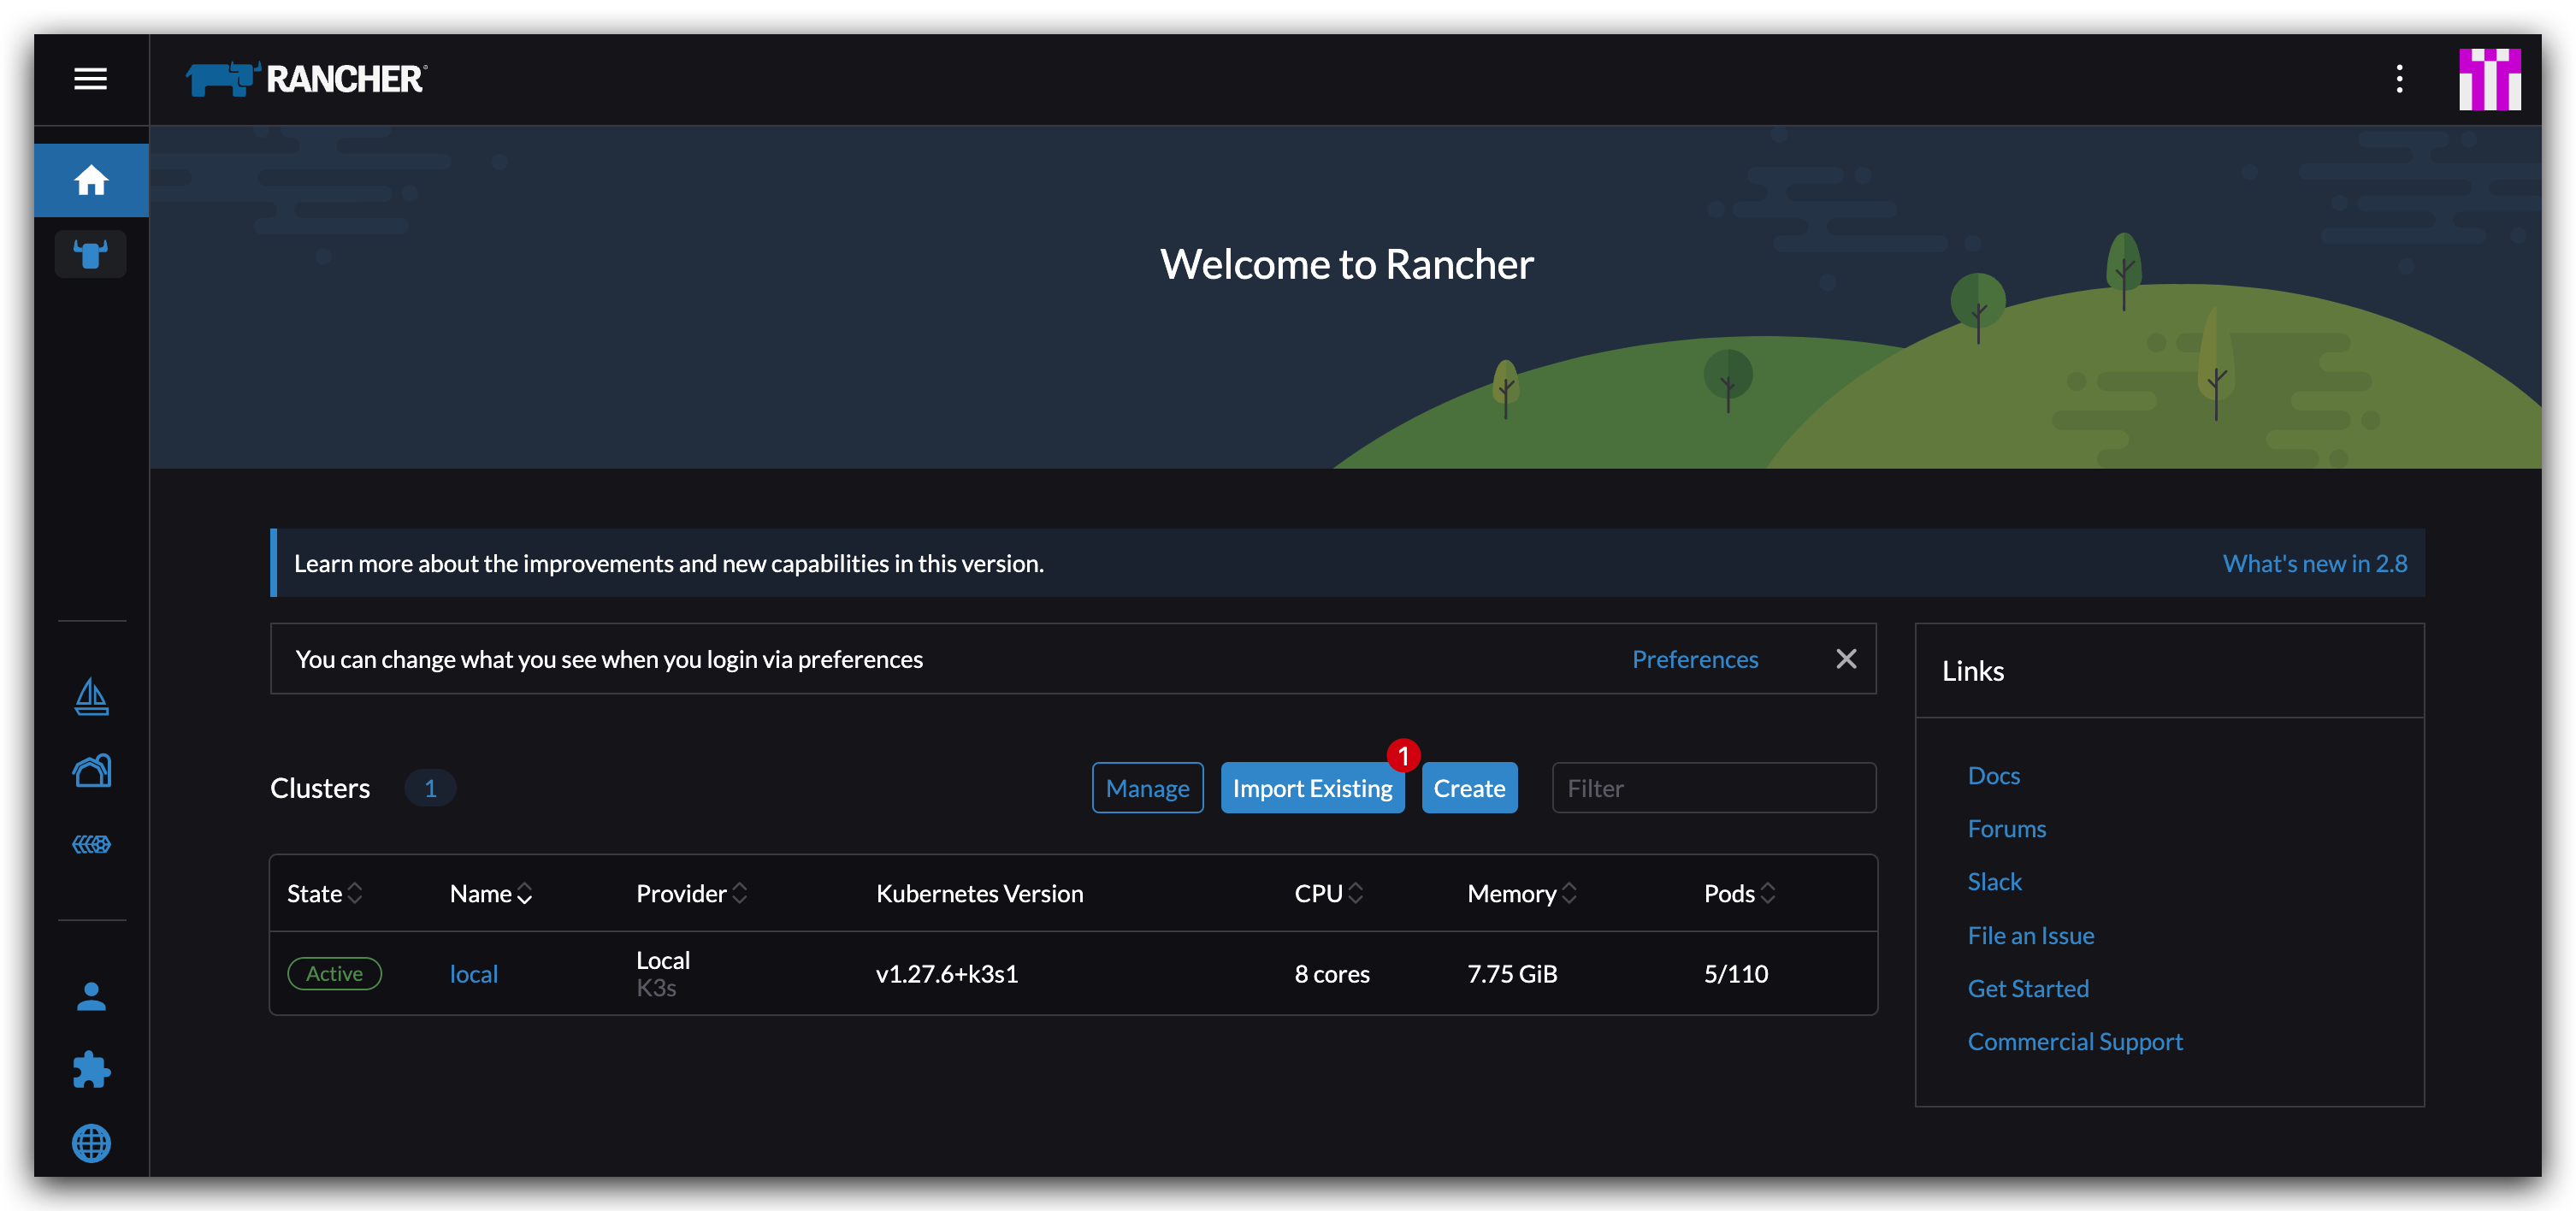 RANCHER
Welcome to Rancher
Learn more about the improvements and new capabilities in this version.
What's new in 2.8
You can change what you see when you login via preferences
Preferences
Links
Docs
Forums
Slack
File an Issue
Get Started
Commercial Support
Clusters 1
Manage
Import Existing
1
Create
Filter
State Name Provider Kubernetes Version CPU Memory Pods
Active local Local v1.27.6+k3s1 8 cores 7.75 GiB 5/110
K3s